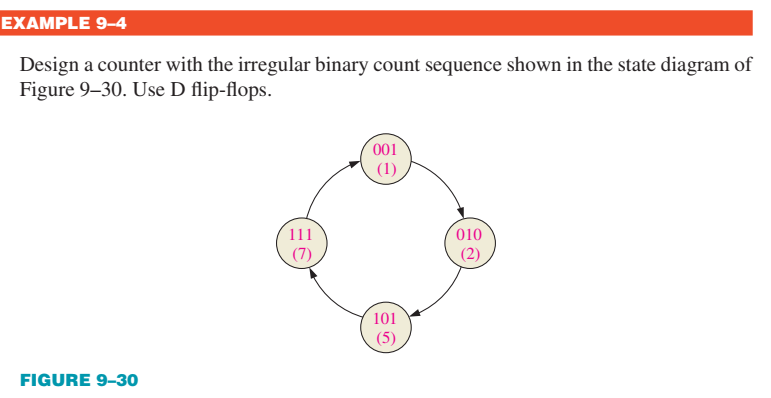 EXAMPLE 9–4
Design a counter with the irregular binary count sequence shown in the state diagram of
Figure 9–30. Use D flip-flops.
001
(1)
111
(7)
010
(2)
101
(5)
FIGURE 9–30